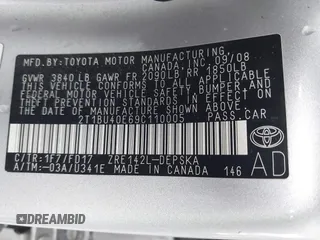 MFD. BY: TOYOTA MOTOR MANUFACTURING,
CANADA, INC. 09/08
GVWR 3840LB GAWR FR 2090LB RR 1850LB
THIS VEHICLE CONFORMS TO ALL APPLICABLE
FEDERAL MOTOR VEHICLE SAFETY, BUMPER, AND
THEFT PREVENTION STANDARDS IN EFFECT ON THE
DATE OF MANUFACTURE SHOWN ABOVE.
2T1BU40E69C110005 PASS.CAR
C/TR: 1F7/FD17 ZRE142L-DEPSKA
A/TM: -03A/U341E MADE IN CANADA 146
TOYOTA
AD
DREAMBID